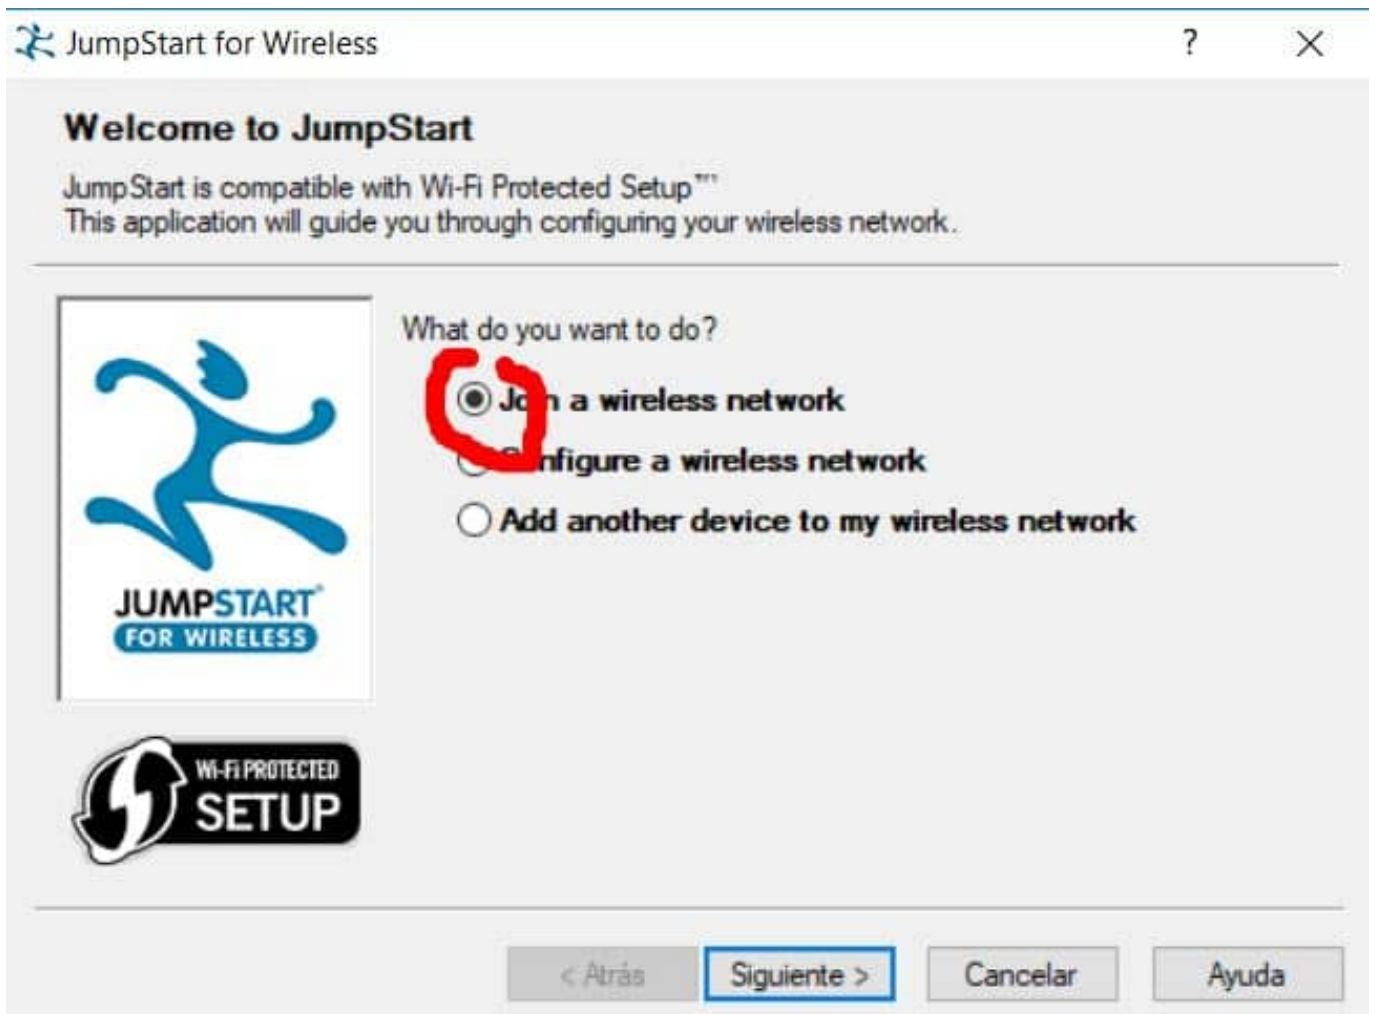 JumpStart for Wireless
?
Welcome to JumpStart
JumpStart is compatible with Wi-Fi Protected Setup™
This application will guide you through configuring your wireless network.
What do you want to do?
Join a wireless network
Configure a wireless network
Add another device to my wireless network
JUMPSTART®
FOR WIRELESS
Wi-Fi PROTECTED
SETUP
< Atrás
Siguiente >
Cancelar
Ayuda